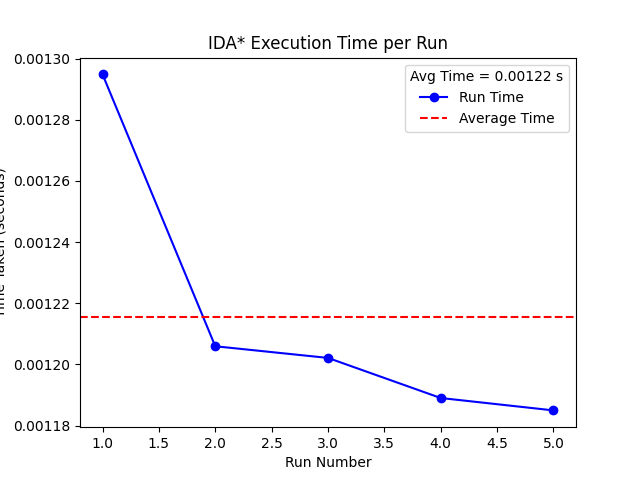 IDA* Execution Time per Run
Avg Time = 0.00122 s
Run Time
Average Time
0.00130
0.00128
0.00126
0.00124
0.00122
0.00120
0.00118
Time Taken (seconds)
1.0 1.5 2.0 2.5 3.0 3.5 4.0 4.5 5.0
Run Number